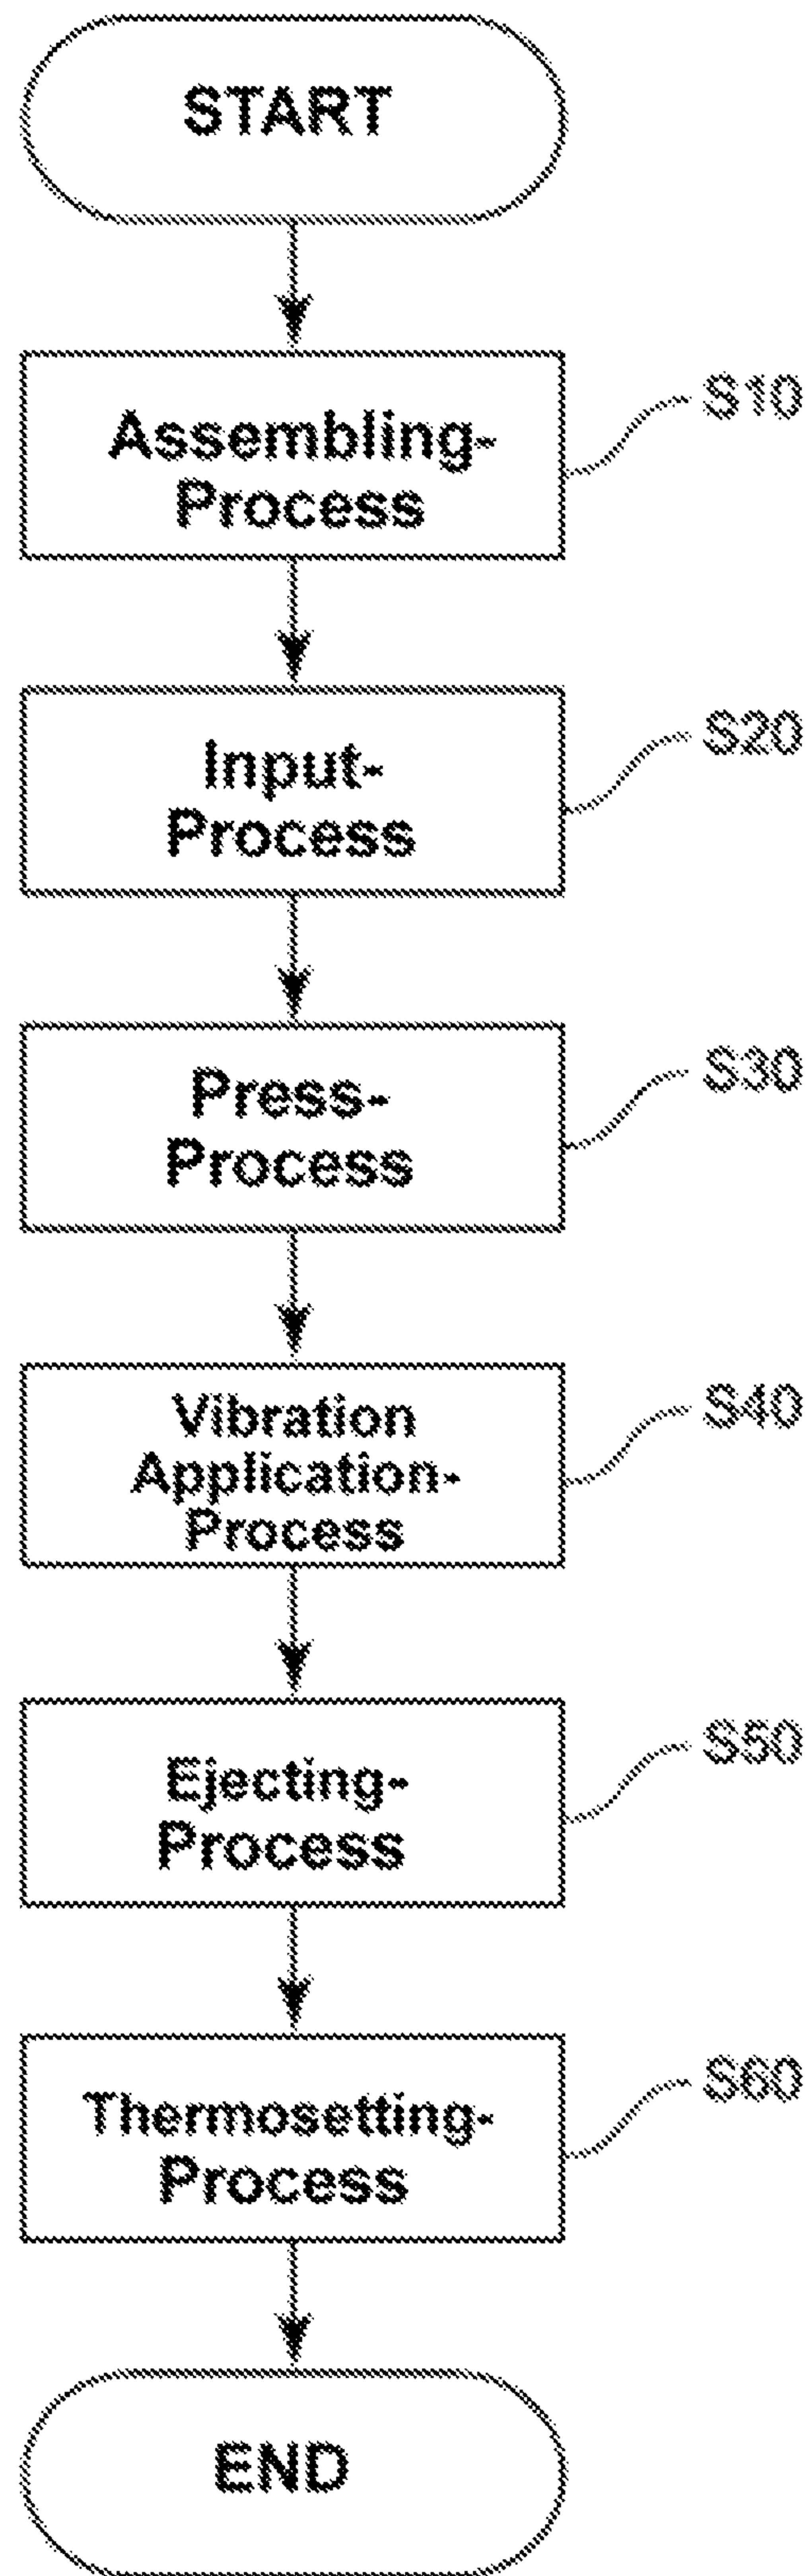 START
Assembling-
Process
S10
Input-
Process
S20
Press-
Process
S30
Vibration
Application-
Process
S40
Ejecting-
Process
S50
Thermosetting-
Process
S60
END